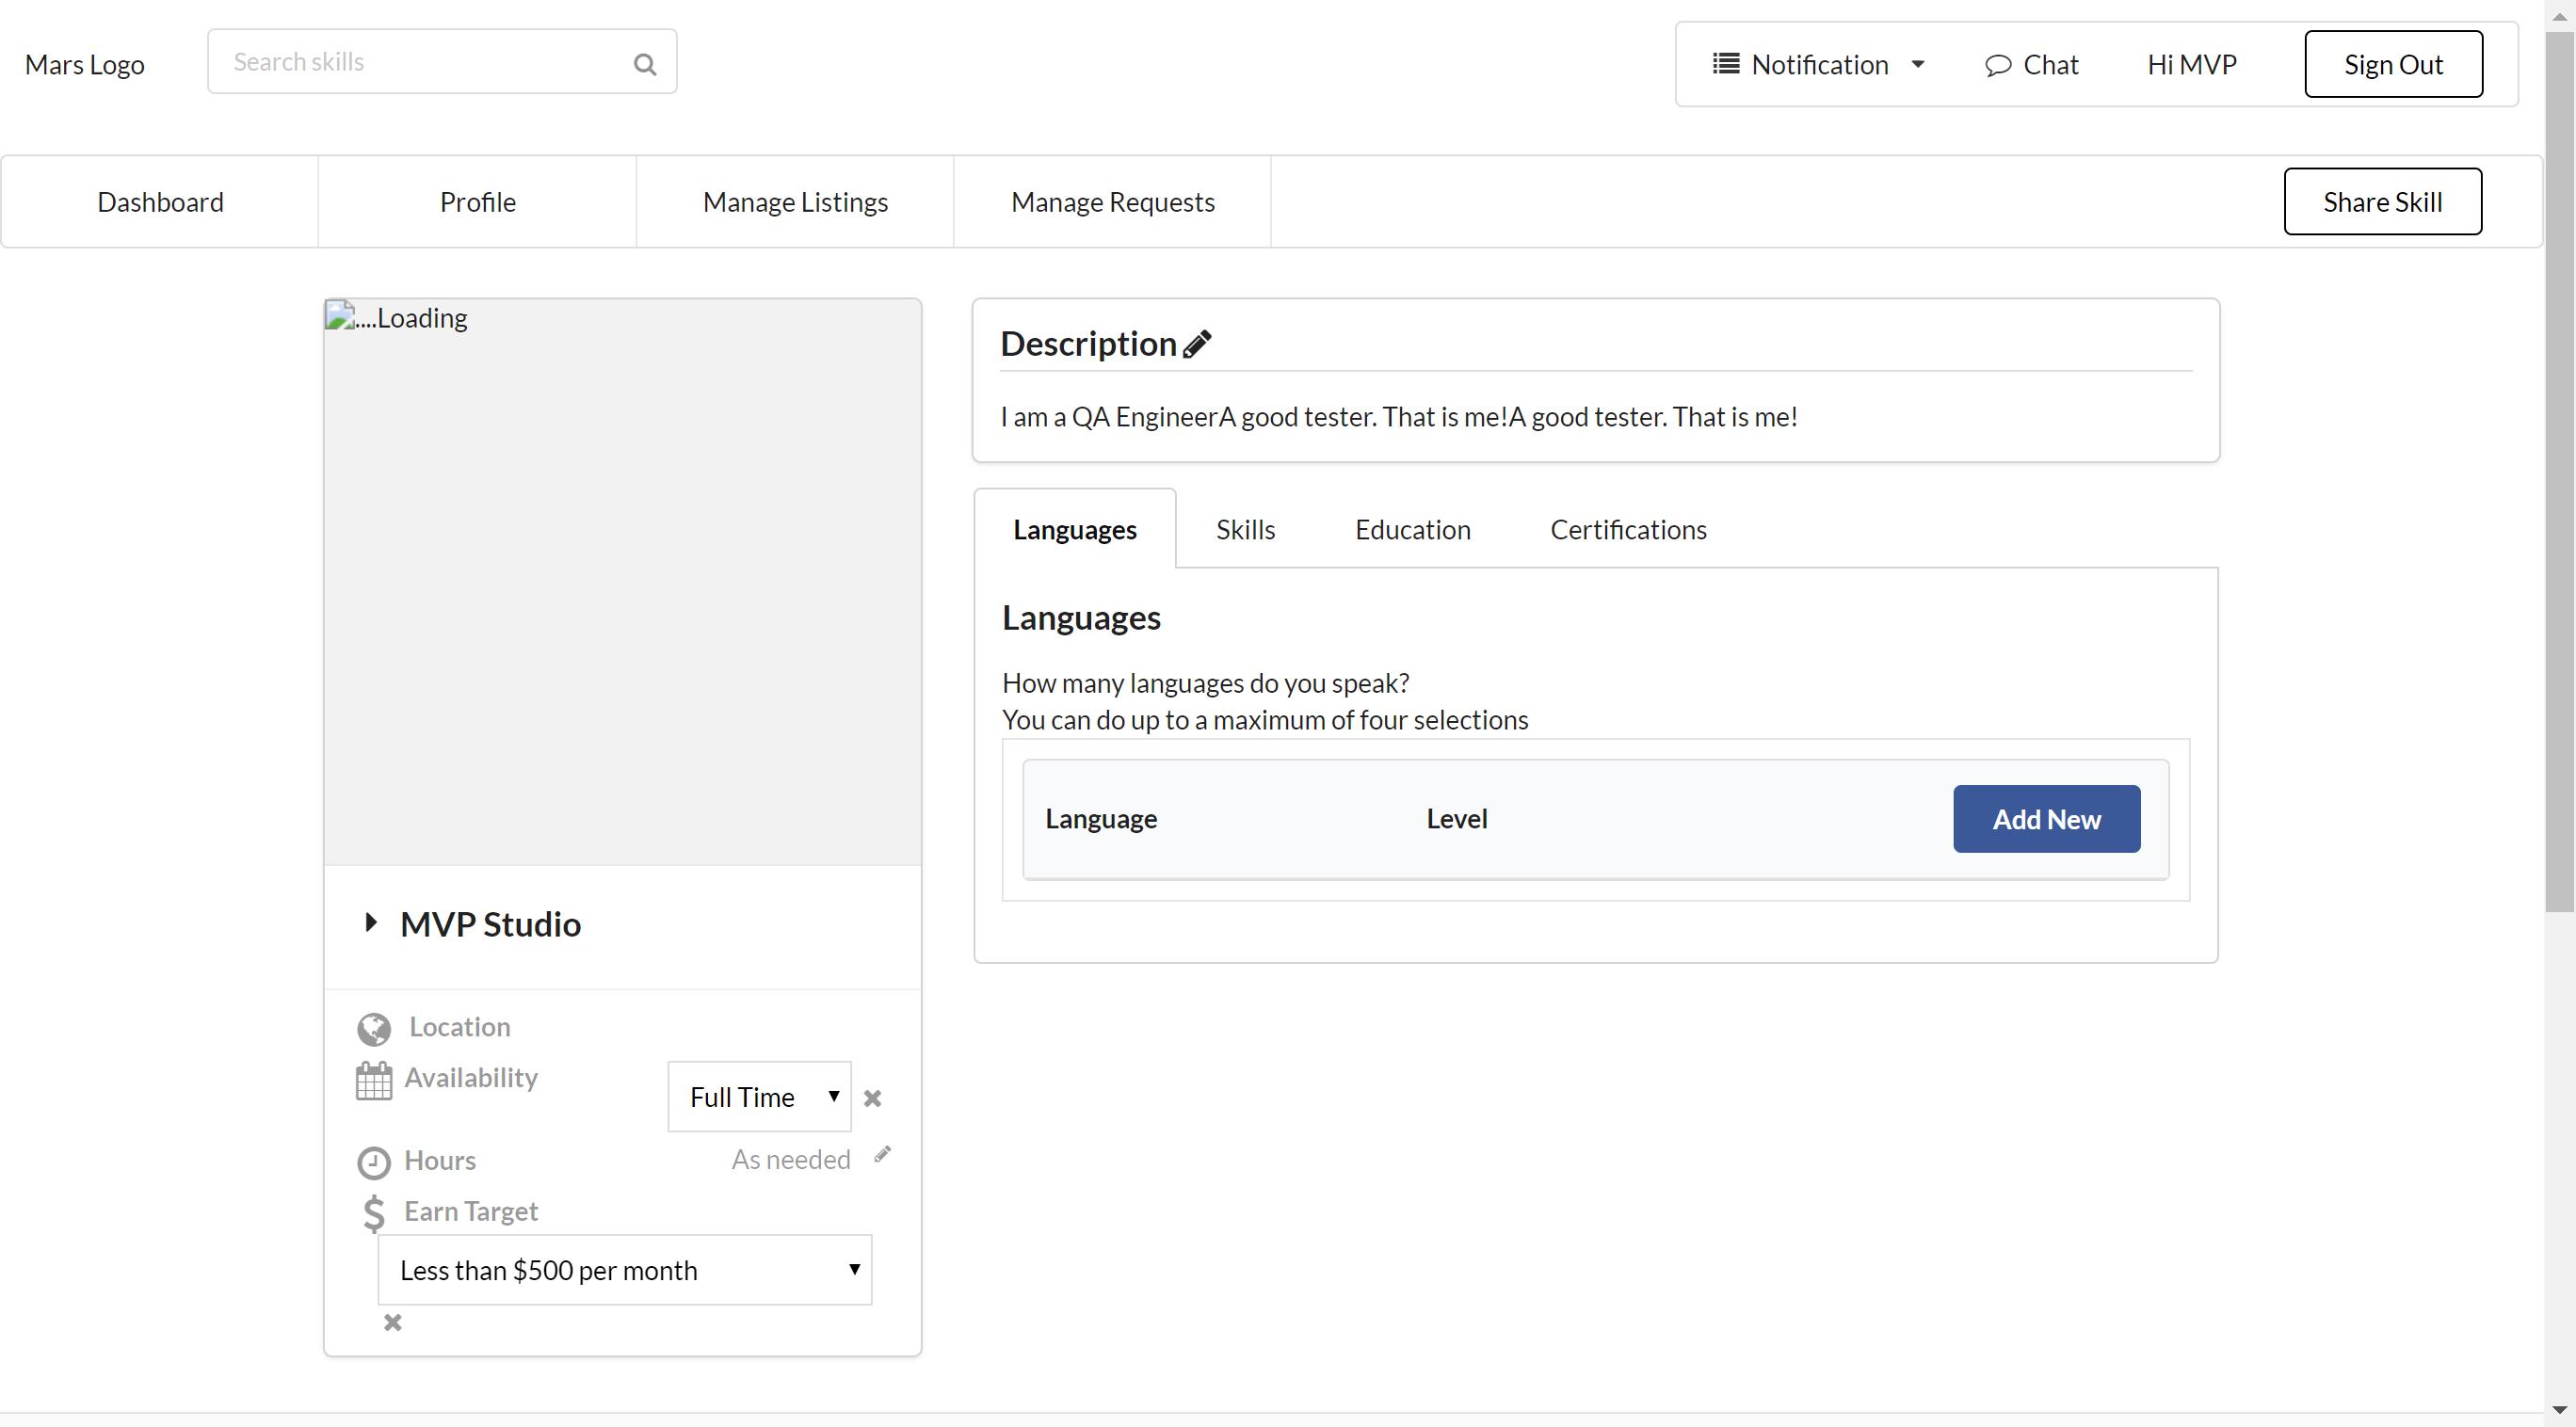 Mars Logo
Search skills
Notification
Chat
Hi MVP
Sign Out
Dashboard
Profile
Manage Listings
Manage Requests
Share Skill
....Loading
MVP Studio
Location
Availability
Full Time
Hours
As needed
Earn Target
Less than $500 per month
Description
I am a QA EngineerA good tester. That is me!A good tester. That is me!
Languages
Skills
Education
Certifications
Languages
How many languages do you speak?
You can do up to a maximum of four selections
Language
Level
Add New